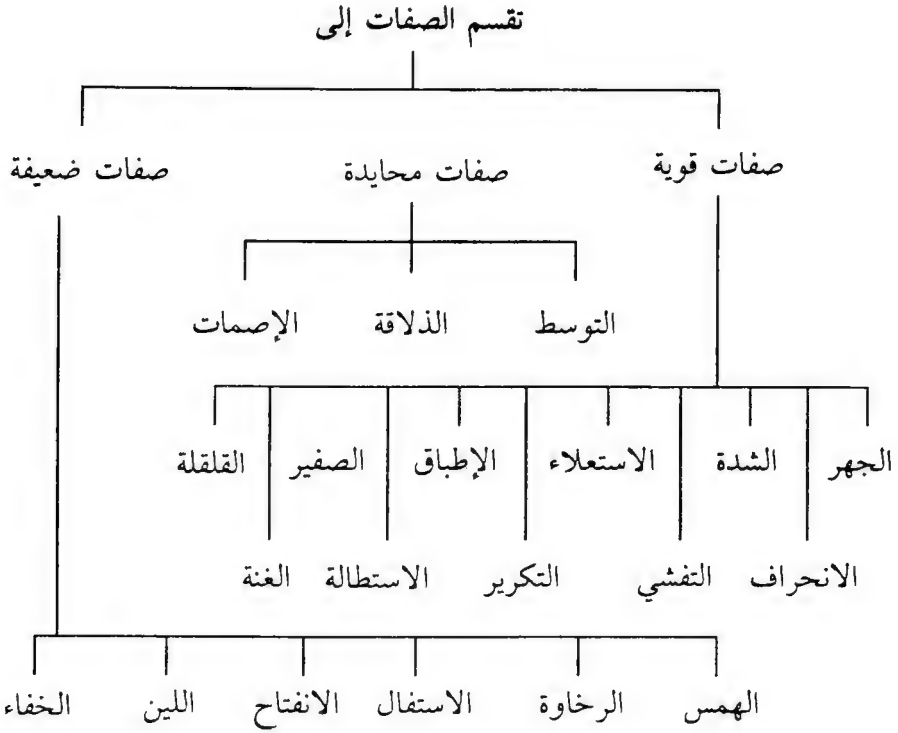 تقسم الصفات إلى
صفات قوية صفات محايدة صفات ضعيفة
التوسط الذلاقة الإصمات
الجهر الشدة الاستعلاء الإطباق الصفير القلقلة
الانحراف التفشي التكرير الاستطالة الغنة
الهمس الرخاوة الاستفال الانفتاح اللين الخفاء